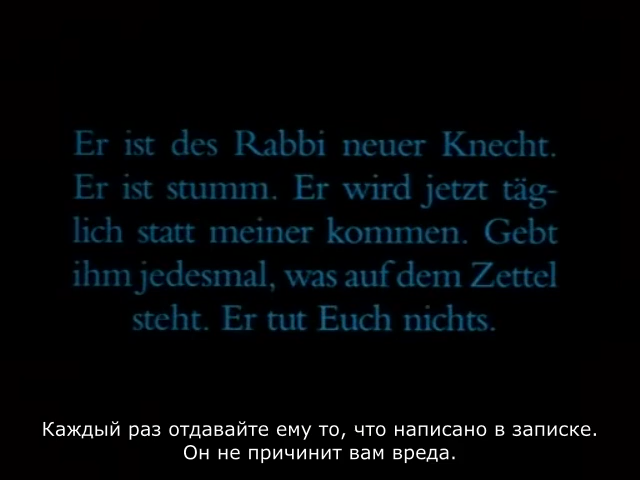 Er ist des Rabbi neuer Knecht.
Er ist stumm. Er wird jetzt täg-
lich statt meiner kommen. Gebt
ihm jedesmal, was auf dem Zettel
steht. Er tut Euch nichts.
Каждый раз отдавайте ему то, что написано в записке.
Он не причинит вам вреда.